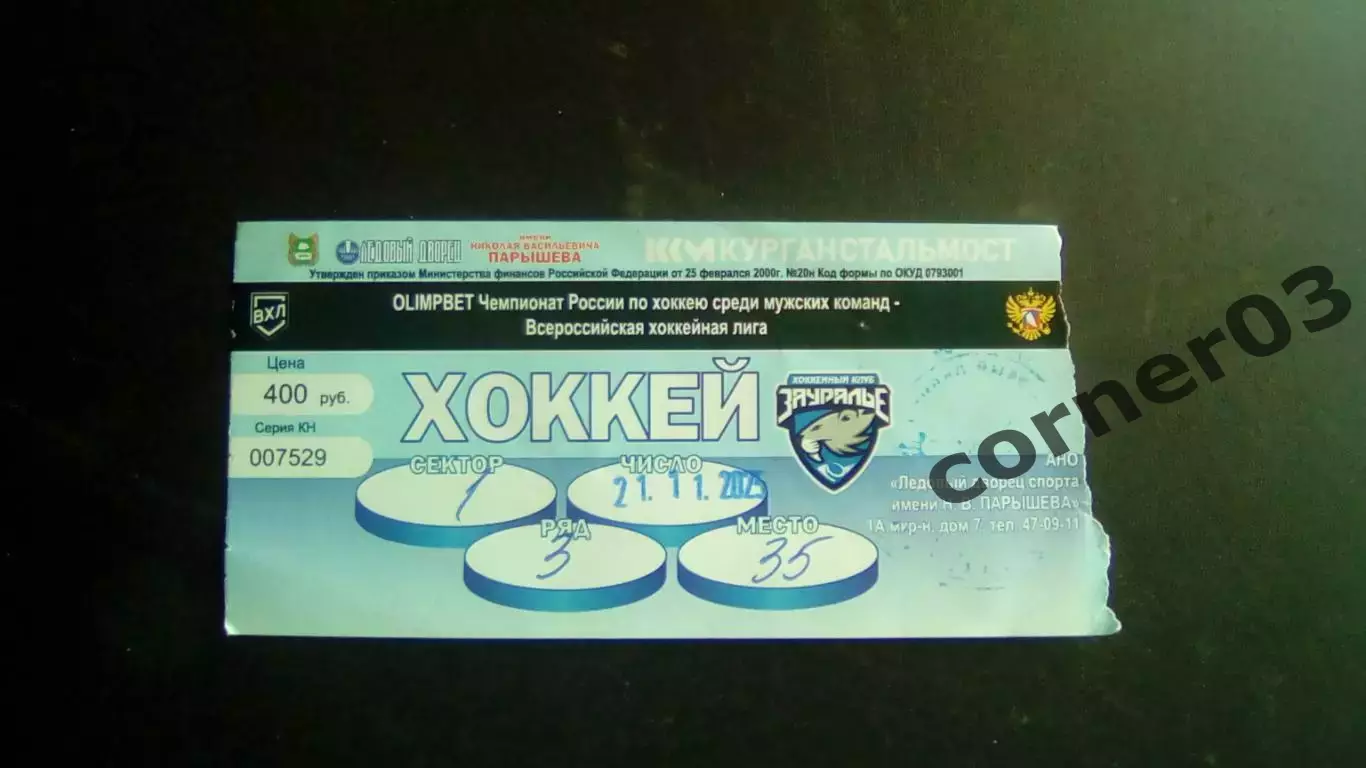 ЛЕДОВЫЙ ДВОРЕЦ
ИМЕНИ
НИКОЛАЯ ВАСИЛЬЕВИЧА
ПАРЫШЕВА
КСМ КУРГАНСТАЛЬМОСТ
Утвержден приказом Министерства финансов Российской Федерации от 25 феврался 2000г. №20н Код формы по ОКУД 0793001
ВХЛ
OLIMPBET Чемпионат России по хоккею среди мужских команд -
Всероссийская хоккейная лига
Цена
400 руб.
Серия КН
007529
ХОККЕЙ
ХОККЕЙНЫЙ КЛУБ
ЗАУРАЛЬЕ
СЕКТОР
1
ЧИСЛО
21.11.2025
РЯД
3
МЕСТО
35
АНО
«Ледовый дворец спорта
имени Н. В. ПАРЫШЕВА»
1А мкр-н, дом 7, тел. 47-09-11
corner03